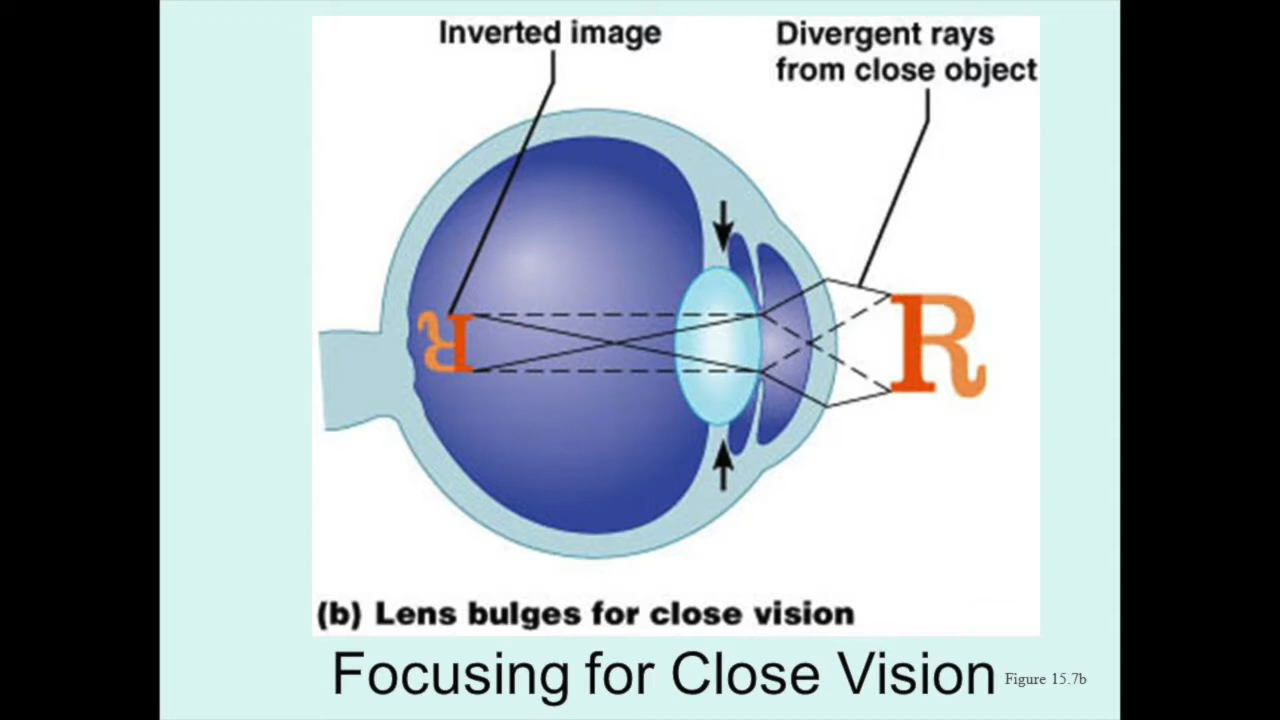 Inverted image
Divergent rays
from close object
R
R
(b) Lens bulges for close vision
Focusing for Close Vision
Figure 15.7b